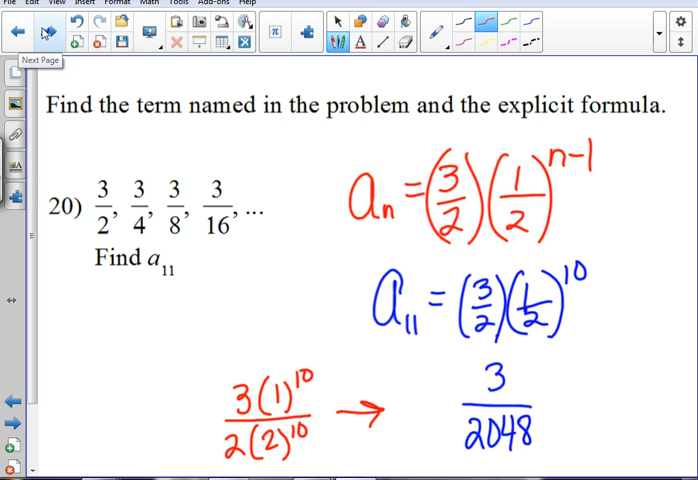 File Edit View Insert Format Tools Add-ons Help
Next Page
π
A
Find the term named in the problem and the explicit formula.
20) 3/2, 3/4, 3/8, 3/16, ...
Find a₁₁
aₙ = (3/2)(1/2)ⁿ⁻¹
a₁₁ = (3/2)(1/2)¹⁰
3(1)¹⁰/2(2)¹⁰ → 3/2048